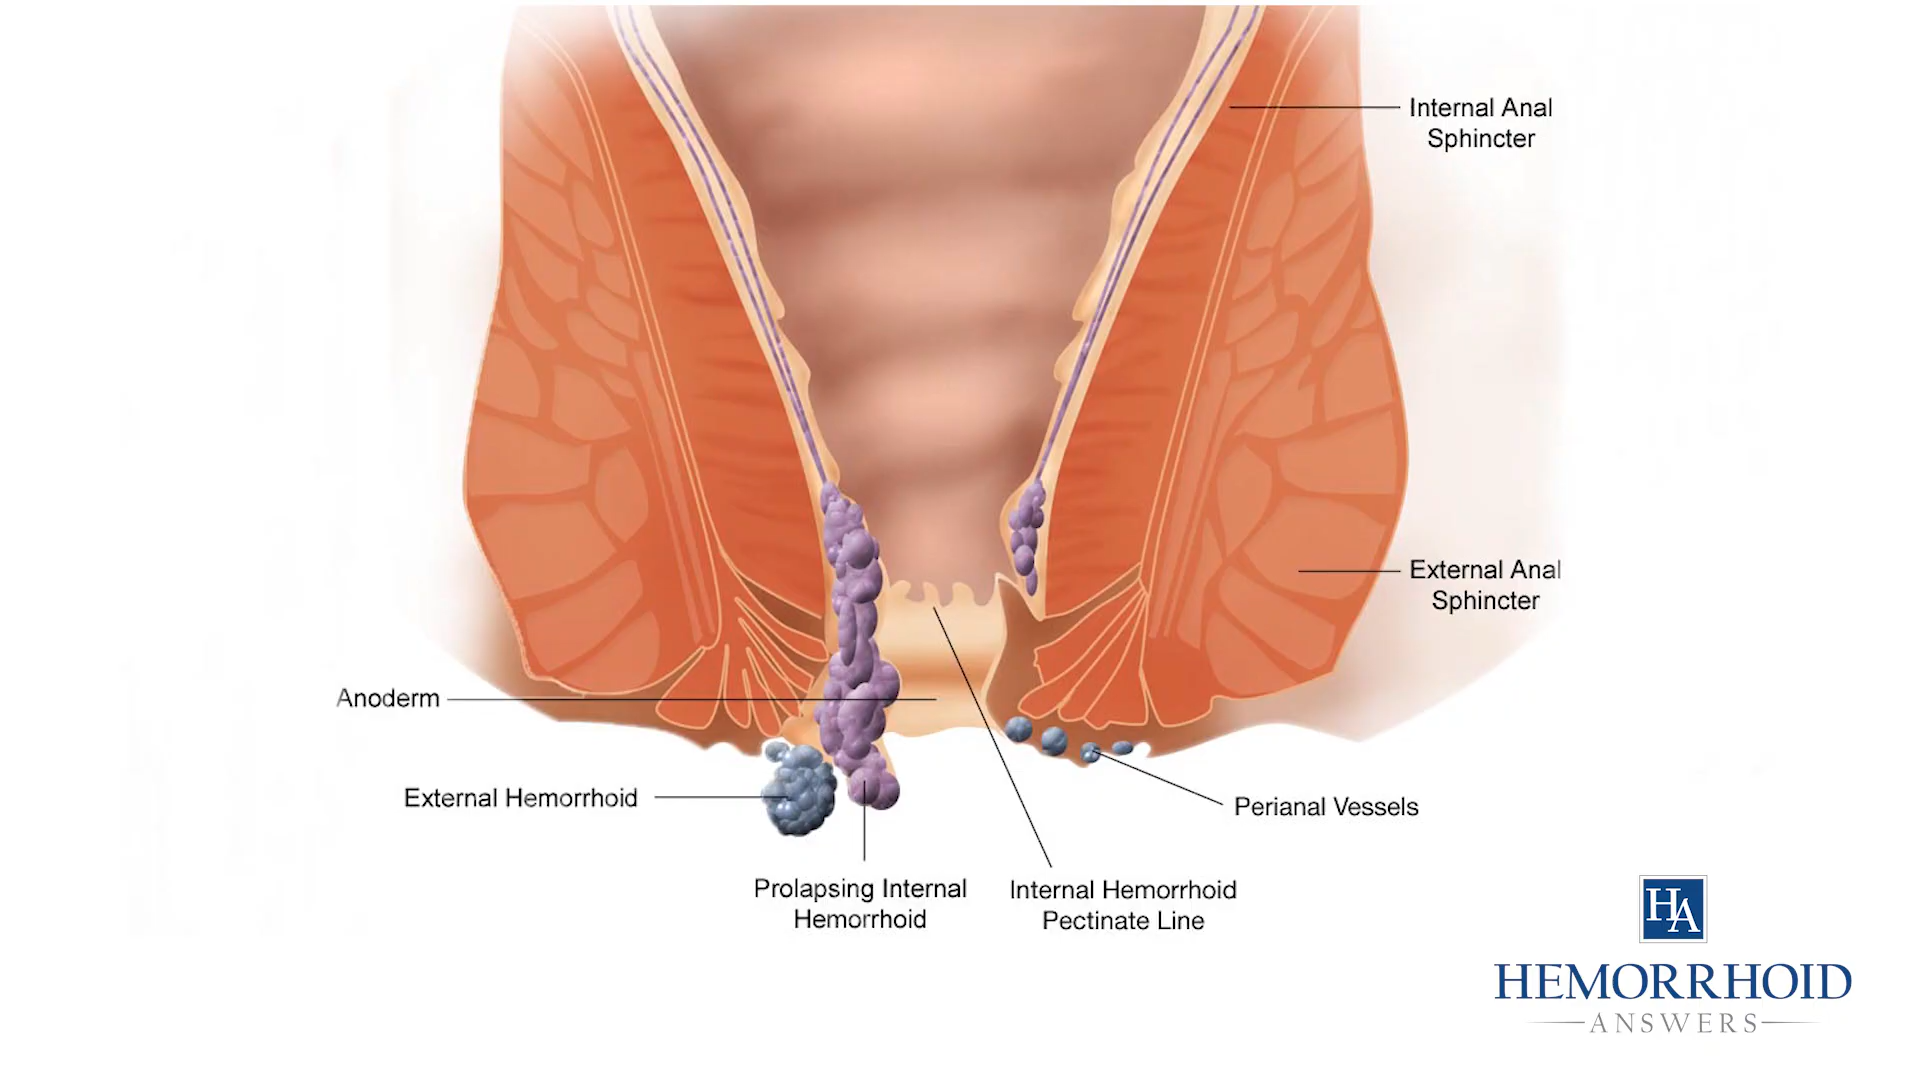 Internal Anal
Sphincter
External Anal
Sphincter
Anoderm
External Hemorrhoid
Perianal Vessels
Prolapsing Internal
Hemorrhoid
Internal Hemorrhoid
Pectinate Line
HA
HEMORRHOID
ANSWERS